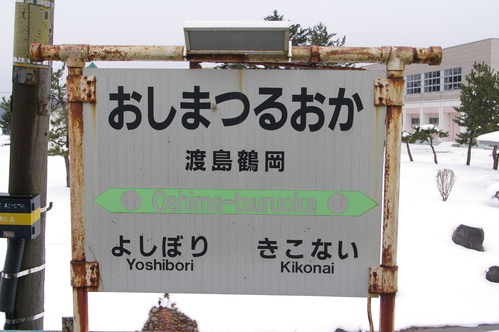 おしまつるおか
渡島鶴岡
Oshima-tsuruoka
よしぼり きこない
Yoshibori Kikonai